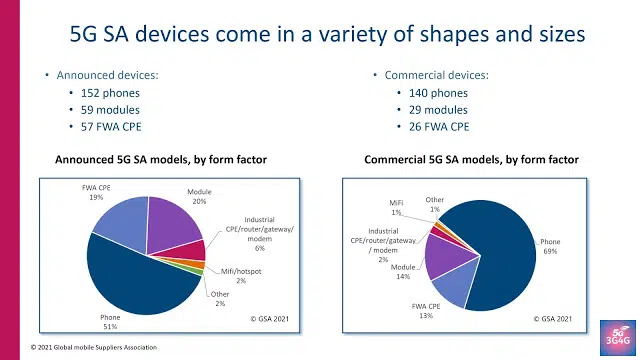 5G SA devices come in a variety of shapes and sizes
• Announced devices:
• 152 phones
• 59 modules
• 57 FWA CPE
• Commercial devices:
• 140 phones
• 29 modules
• 26 FWA CPE
Announced 5G SA models, by form factor
FWA CPE
19%
Module
20%
Industrial
CPE/router/gateway/
modem
6%
Mifi/hotspot
2%
Other
2%
Phone
51%
© GSA 2021
Commercial 5G SA models, by form factor
MiFi
1%
Other
1%
Industrial
CPE/router/gateway
/ modem
2%
Module
14%
FWA CPE
13%
Phone
69%
© GSA 2021
© 2021 Global mobile Suppliers Association
5G
3G4G